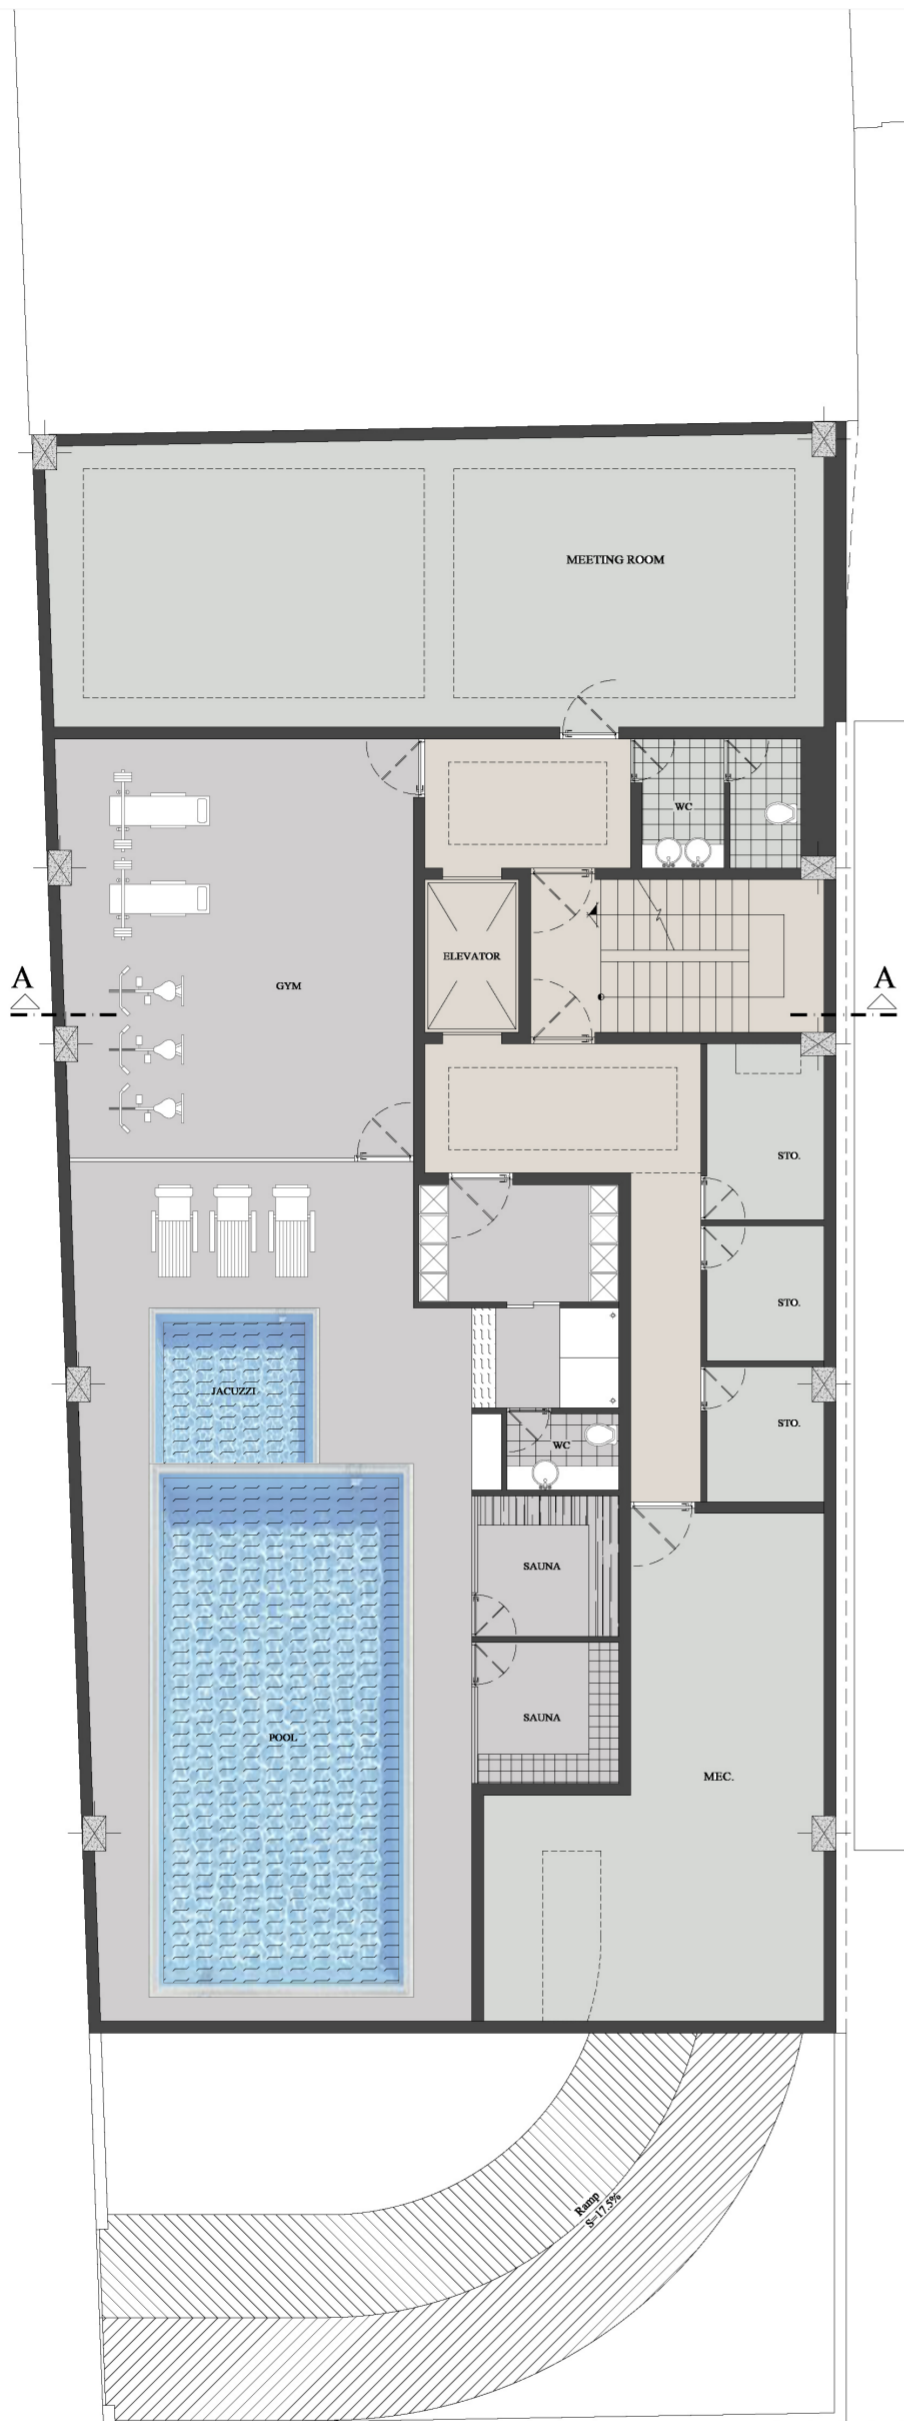 MEETING ROOM
WC
A
ELEVATOR
GYM
A
STO.
STO.
JACUZZI
STO.
WC
SAUNA
SAUNA
POOL
MEC.
Ramp
S=17.5%